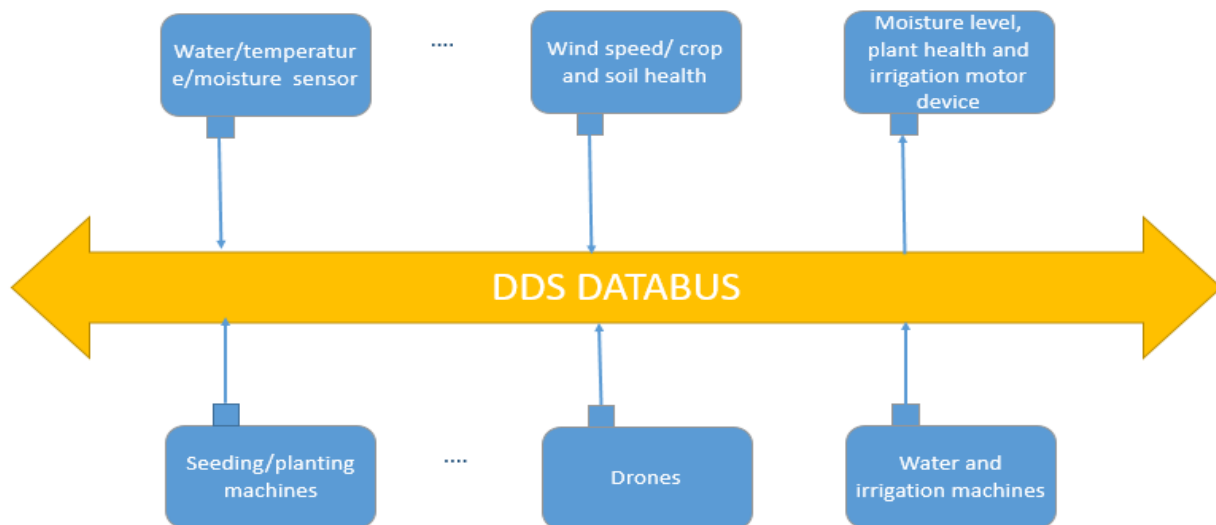 Water/temperatur
e/moisture sensor
....
Wind speed/ crop
and soil health
Moisture level,
plant health and
irrigation motor
device
DDS DATABUS
Seeding/planting
machines
....
Drones
Water and
irrigation machines